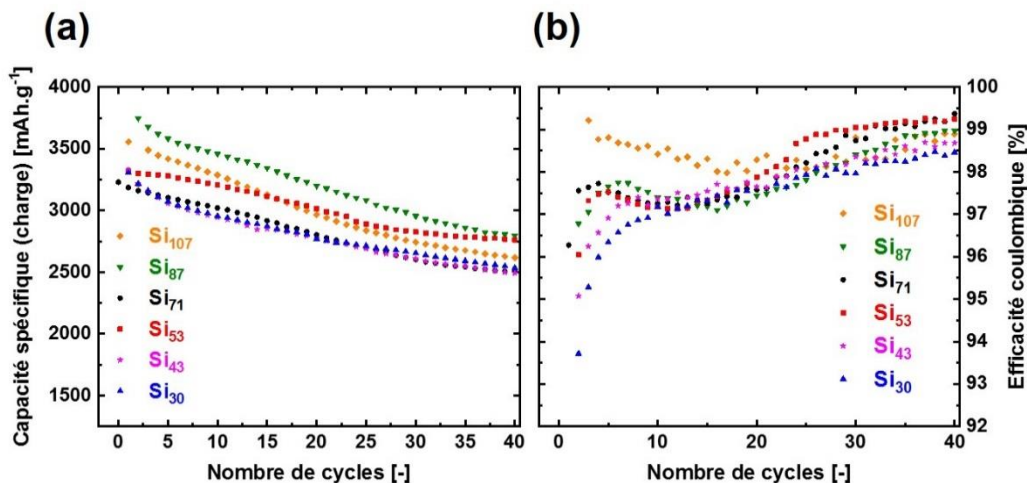 (a)
(b)
Capacité spécifique (charge) [mAh.g⁻¹]
4000
3500
3000
2500
2000
1500
Si₁₀₇
Si₈₇
Si₇₁
Si₅₃
Si₄₃
Si₃₀
0 5 10 15 20 25 30 35 40
Nombre de cycles [-]
Si₁₀₇
Si₈₇
Si₇₁
Si₅₃
Si₄₃
Si₃₀
0 10 20 30 40
Nombre de cycles [-]
100
99
98
97
96
95
94
93
92
Efficacité coulombique [%]